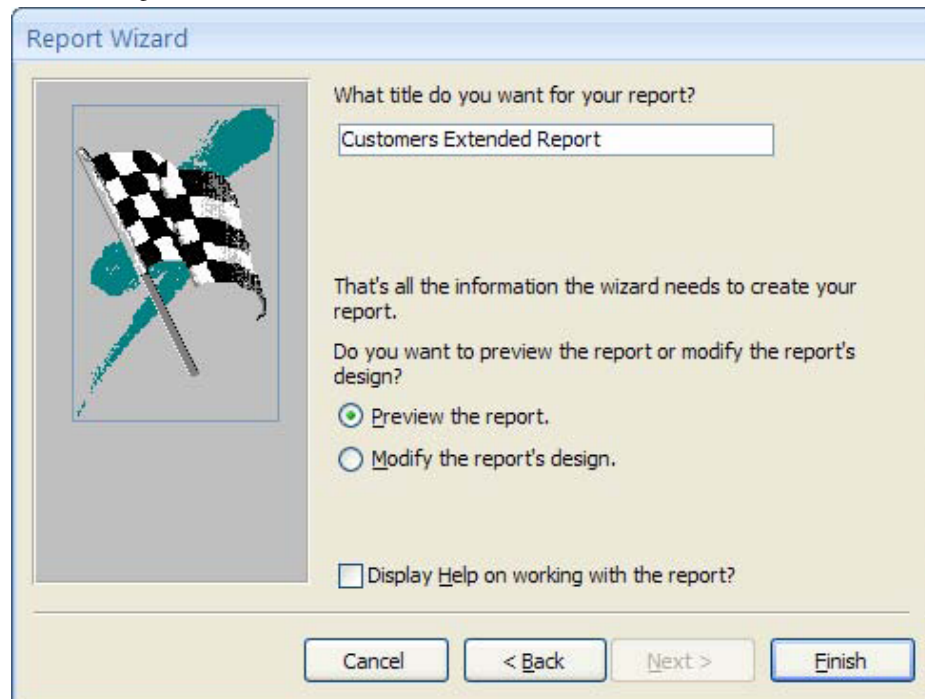 Report Wizard
What title do you want for your report?
Customers Extended Report
That's all the information the wizard needs to create your
report.
Do you want to preview the report or modify the report's
design?
Preview the report.
Modify the report's design.
Display Help on working with the report?
Cancel
< Back
Next >
Finish